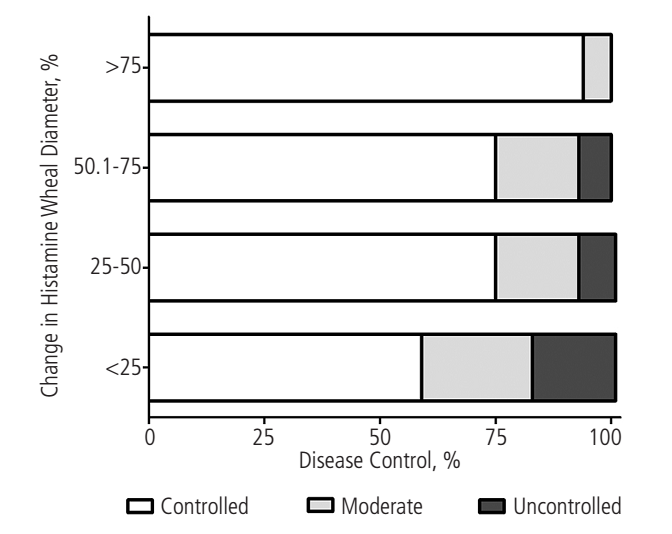 Change in Histamine Wheal Diameter, %
>75
50.1-75
25-50
<25
0 25 50 75 100
Disease Control, %
Controlled Moderate Uncontrolled